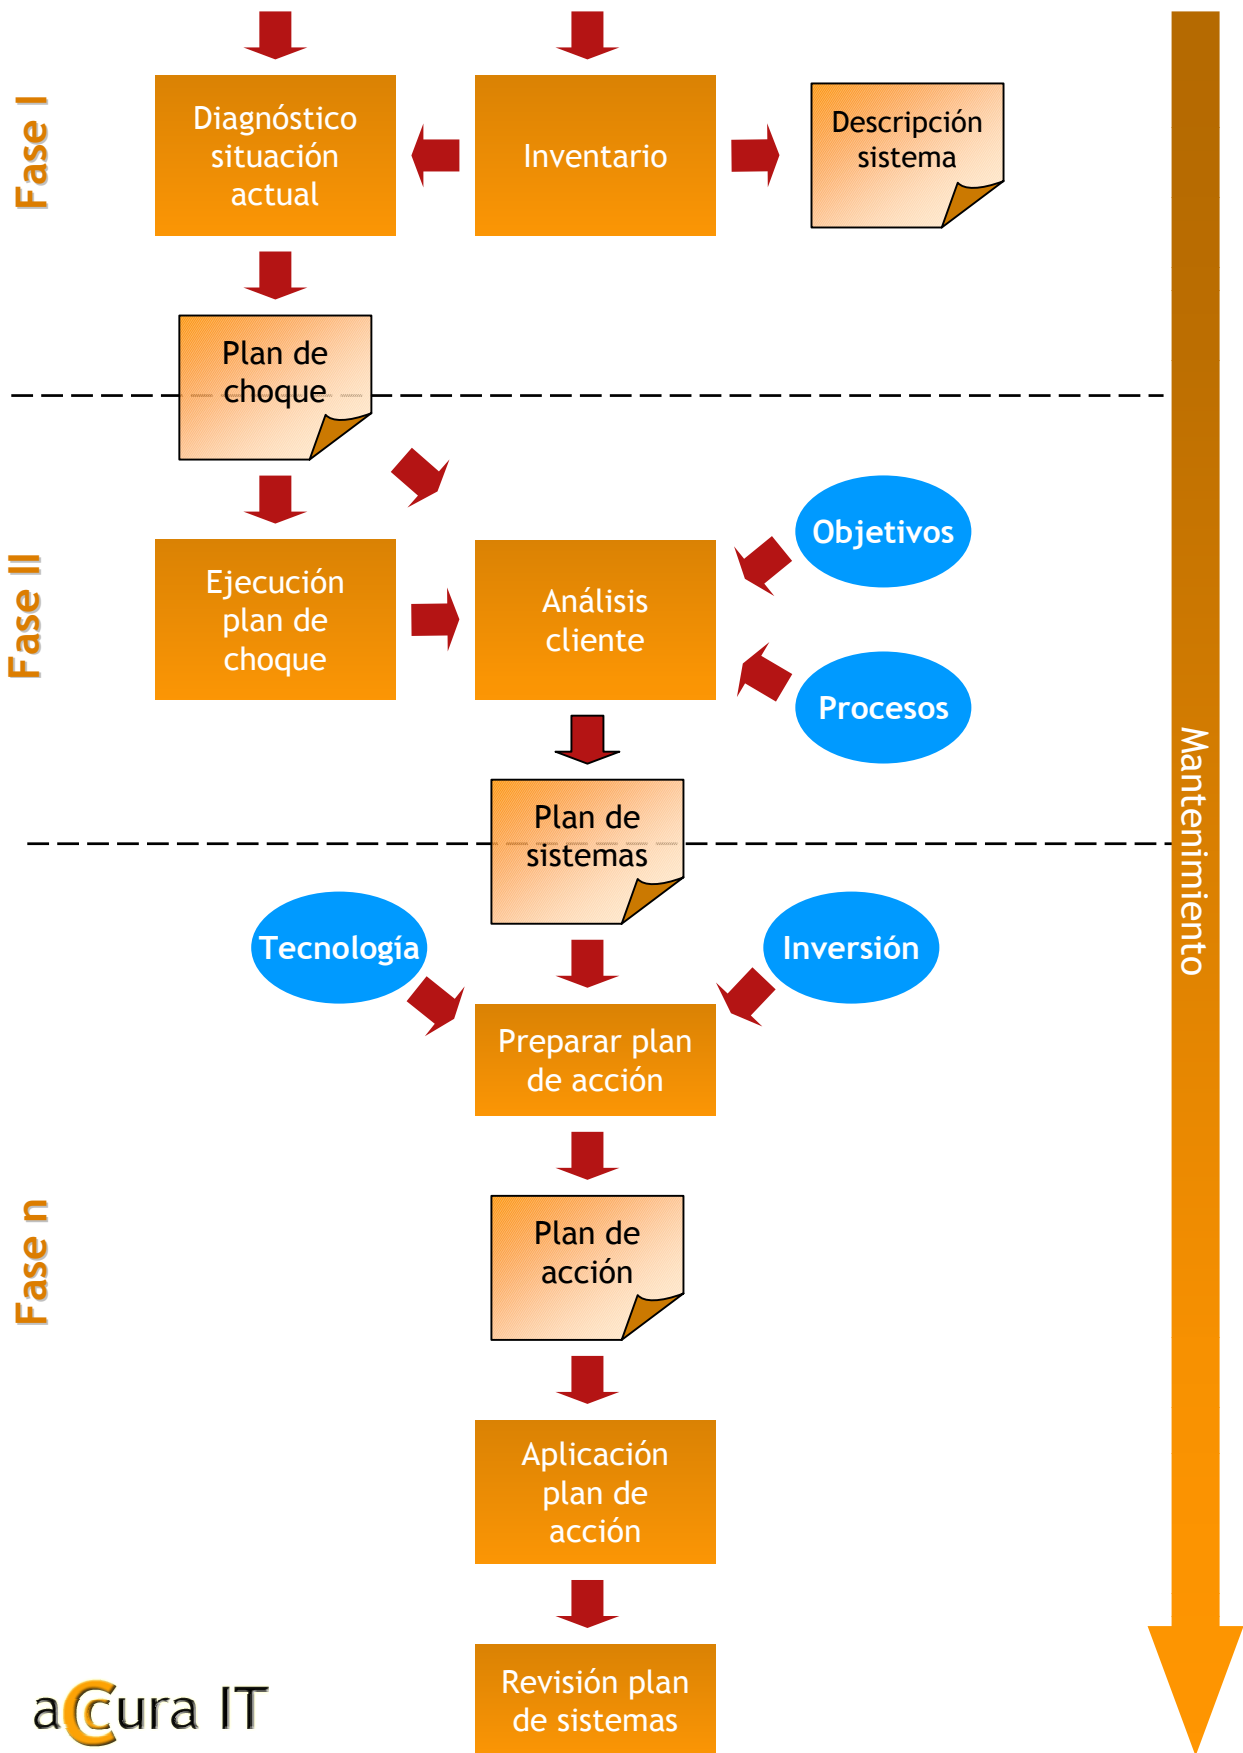 Fase I
Diagnóstico
situación
actual
Inventario
Descripción
sistema
Plan de
choque
Fase II
Ejecución
plan de
choque
Análisis
cliente
Objetivos
Procesos
Mantenimiento
Plan de
sistemas
Tecnología
Inversión
Preparar plan
de acción
Fase n
Plan de
acción
Aplicación
plan de
acción
Revisión plan
de sistemas
accura IT